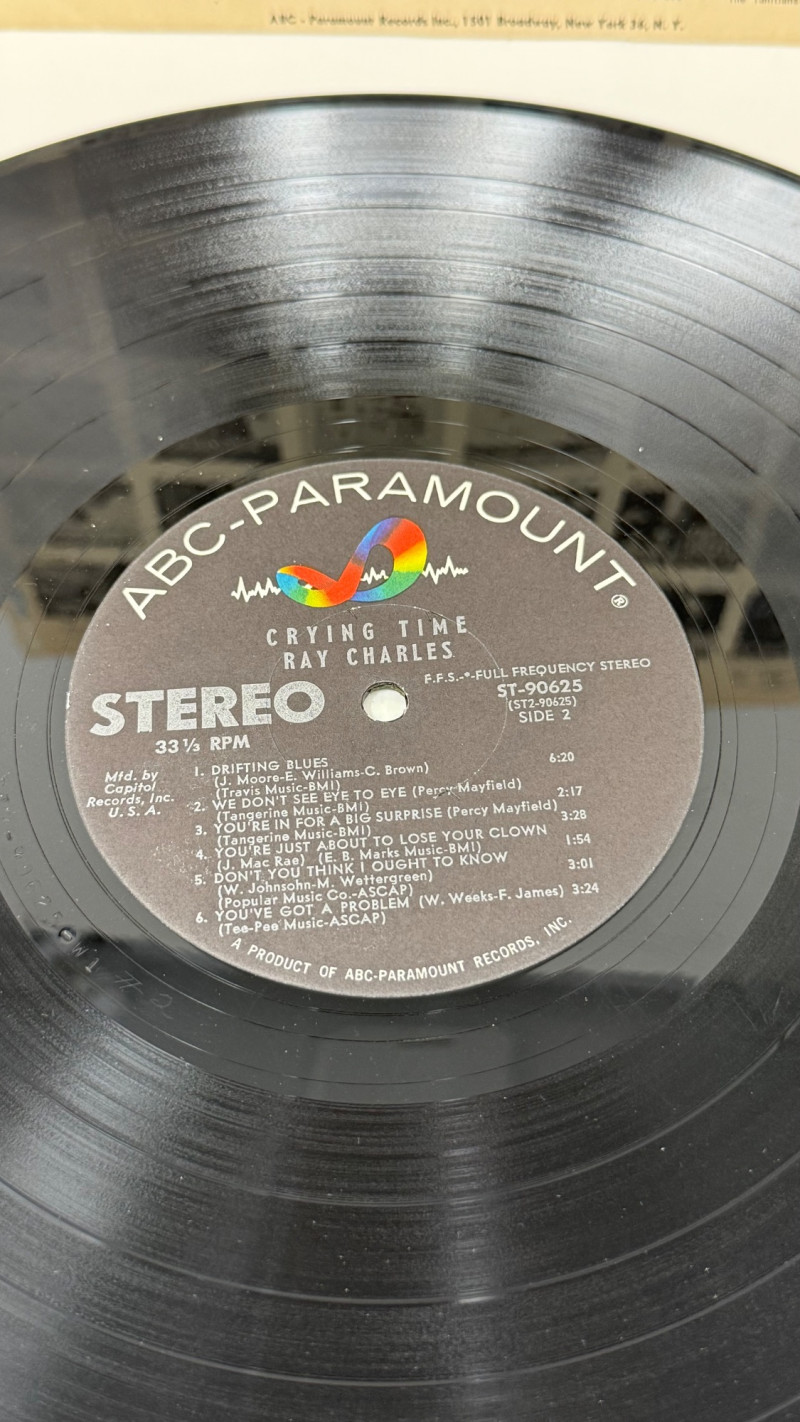 ABC - Paramount Records Inc., 1501 Broadway, New York 36, N. Y.
ABC-PARAMOUNT®
CRYING TIME
RAY CHARLES
F.F.S.-*-FULL FREQUENCY STEREO
STEREO
ST-90625
(ST2-90625)
SIDE 2
33⅓ RPM
Mfd. by
Capitol
Records, Inc.
U. S. A.
1. DRIFTING BLUES 6:20
(J. Moore-E. Williams-C. Brown)
(Travis Music-BMI)
2. WE DON'T SEE EYE TO EYE (Percy Mayfield) 2:17
(Tangerine Music-BMI)
3. YOU'RE IN FOR A BIG SURPRISE (Percy Mayfield) 3:28
(Tangerine Music-BMI)
4. YOU'RE JUST ABOUT TO LOSE YOUR CLOWN 1:54
(J. Mac Rae) (E. B. Marks Music-BMI)
5. DON'T YOU THINK I OUGHT TO KNOW 3:01
(W. Johnsohn-M. Wettergreen)
(Popular Music Co.-ASCAP)
6. YOU'VE GOT A PROBLEM (W. Weeks-F. James) 3:24
(Tee-Pee Music-ASCAP)
A PRODUCT OF ABC-PARAMOUNT RECORDS, INC.